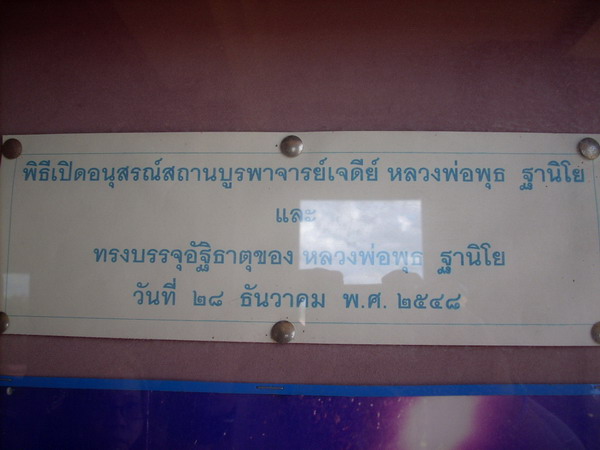 พิธีเปิดอนุสรณ์สถานบูรพาจารย์เจดีย์ หลวงพ่อพุธ ฐานิโย
และ
ทรงบรรจุอัฐิธาตุของ หลวงพ่อพุธ ฐานิโย
วันที่ ๒๘ ธันวาคม พ.ศ. ๒๕๔๘